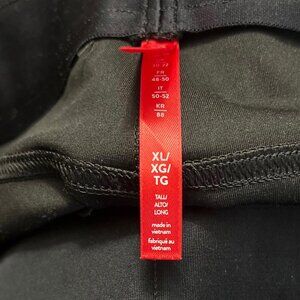 FR
48-50
IT
50-52
KR
88
XL/
XG/
TG
TALL/
ALTO/
LONG
made in
vietnam
fabriqué au
vietnam